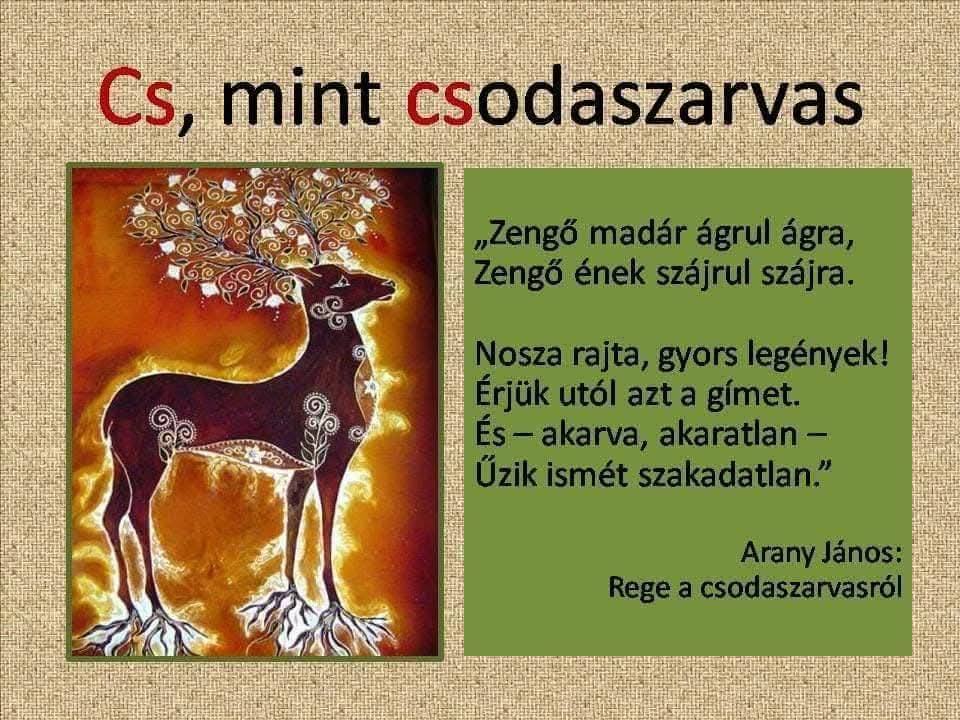 Cs, mint csodaszarvas
„Zengő madár ágrul ágra,
Zengő ének szájrul szájra.
Nosza rajta, gyors legények!
Érjük utól azt a gímet.
És – akarva, akaratlan –
Űzik ismét szakadatlan.”
Arany János:
Rege a csodaszarvasról